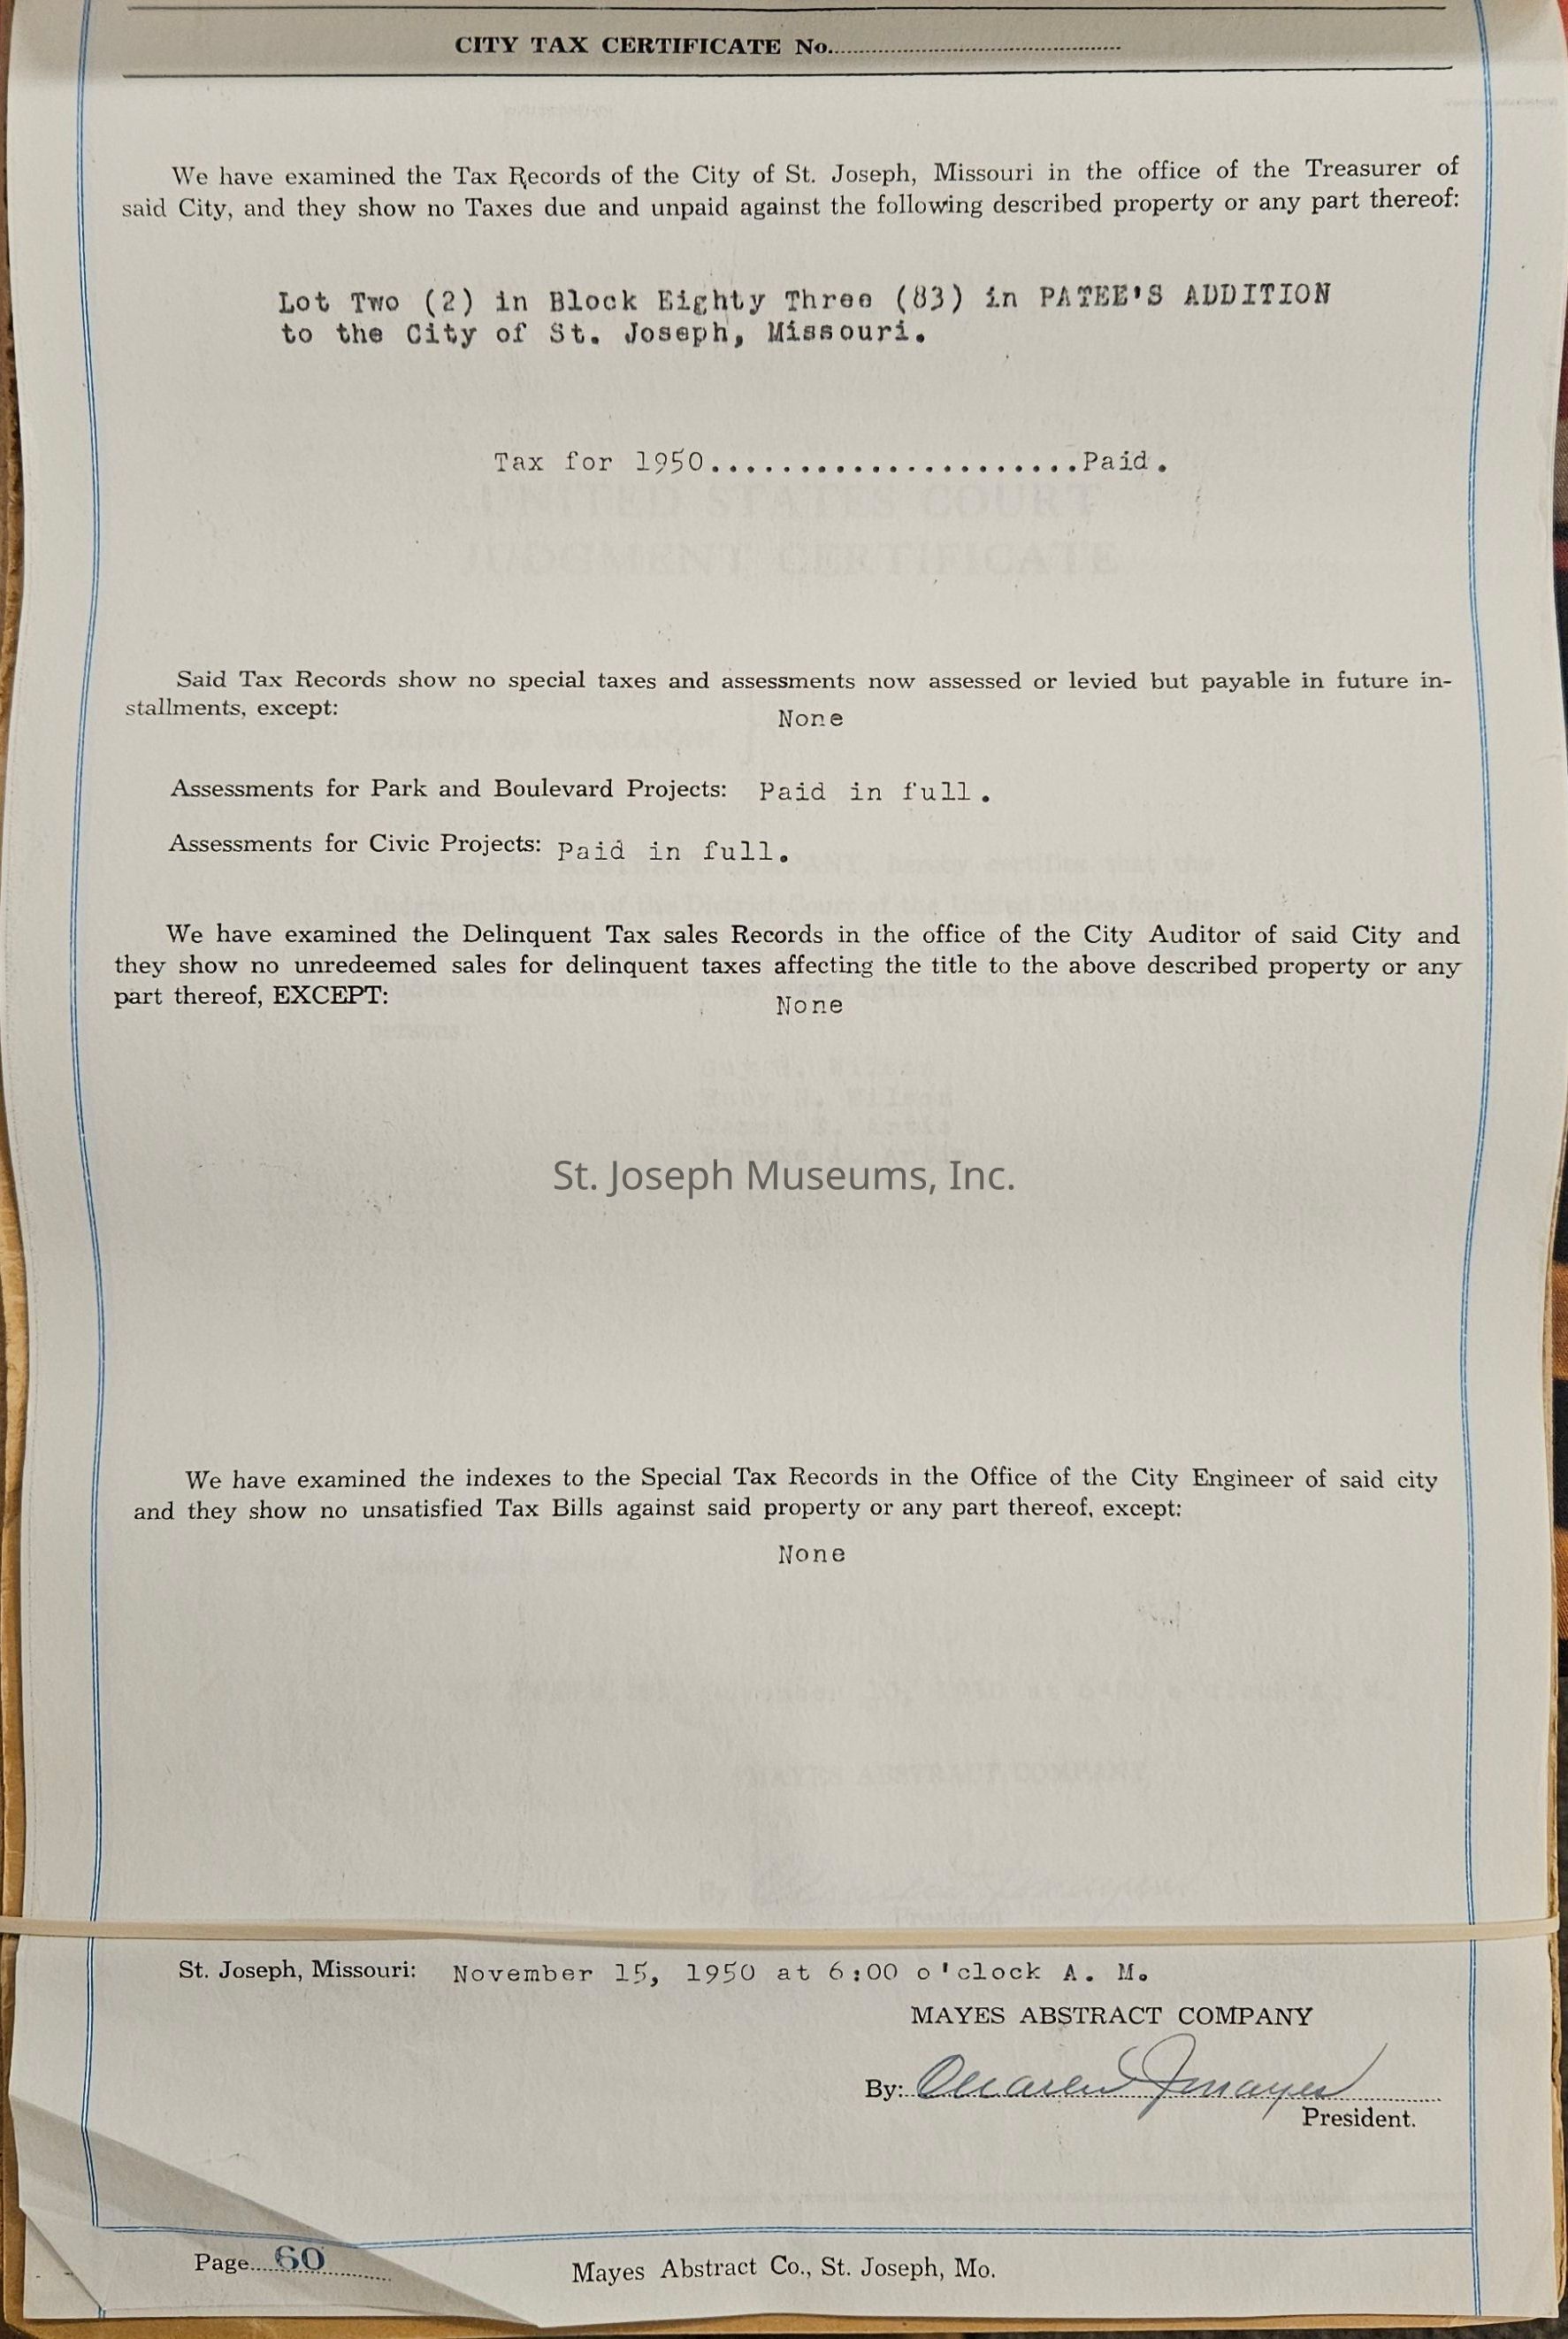 CITY TAX CERTIFICATE No.
We have examined the Tax Records of the City of St. Joseph, Missouri in the office of the Treasurer of
said City, and they show no Taxes due and unpaid against the following described property or any part thereof:
Lot Two (2) in Block Eighty Three (83) in PATEE'S ADDITION
to the City of St. Joseph, Missouri.
Tax for 1950.....................Paid.
UNITED STATES COURT
JUDGMENT CERTIFICATE
Said Tax Records show no special taxes and assessments now assessed or levied but payable in future in-
stallments, except:
None
Assessments for Park and Boulevard Projects: Paid in full.
Assessments for Civic Projects: Paid in full.
We have examined the Delinquent Tax sales Records in the office of the City Auditor of said City and
they show no unredeemed sales for delinquent taxes affecting the title to the above described property or any
part thereof, EXCEPT:
None
St. Joseph Museums, Inc.
We have examined the indexes to the Special Tax Records in the Office of the City Engineer of said city
and they show no unsatisfied Tax Bills against said property or any part thereof, except:
None
MAYES ABSTRACT COMPANY
St. Joseph, Missouri: November 15, 1950 at 6:00 o'clock A. M.
MAYES ABSTRACT COMPANY
By:
President.
Page 60
Mayes Abstract Co., St. Joseph, Mo.